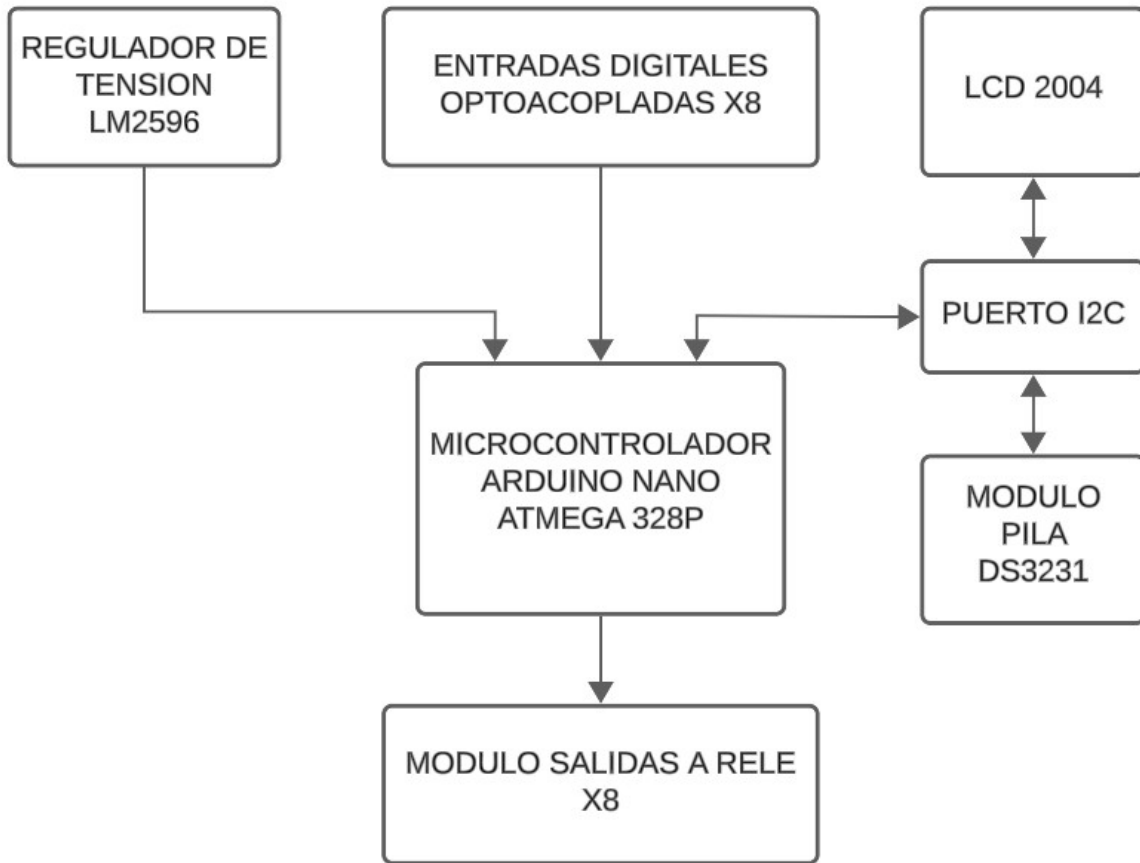 REGULADOR DE
TENSION
LM2596
ENTRADAS DIGITALES
OPTOACOPLADAS X8
LCD 2004
PUERTO I2C
MICROCONTROLADOR
ARDUINO NANO
ATMEGA 328P
MODULO
PILA
DS3231
MODULO SALIDAS A RELE
X8